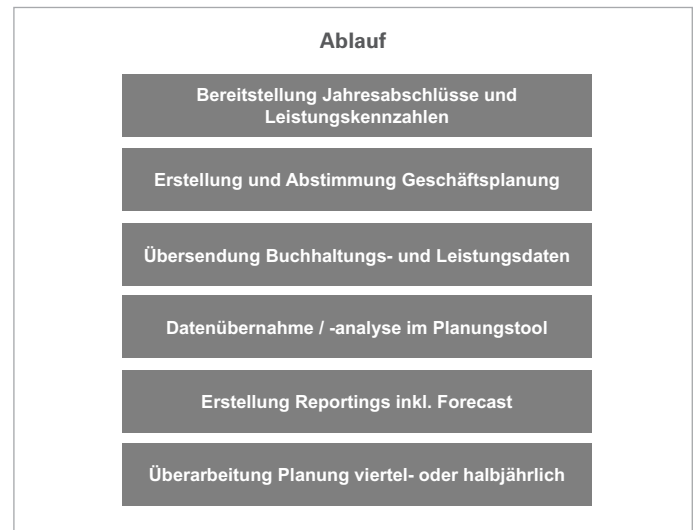 Ablauf
Bereitstellung Jahresabschlüsse und
Leistungskennzahlen
Erstellung und Abstimmung Geschäftsplanung
Übersendung Buchhaltungs- und Leistungsdaten
Datenübernahme / -analyse im Planungstool
Erstellung Reportings inkl. Forecast
Überarbeitung Planung viertel- oder halbjährlich